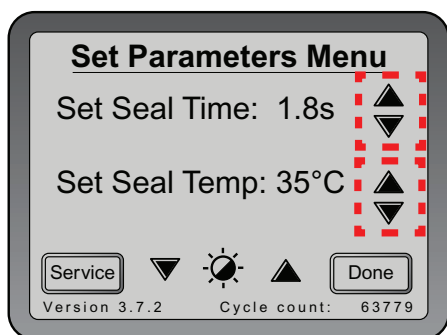 Set Parameters Menu
Set Seal Time: 1.8s
Set Seal Temp: 35°C
Service Done
Version 3.7.2 Cycle count: 63779